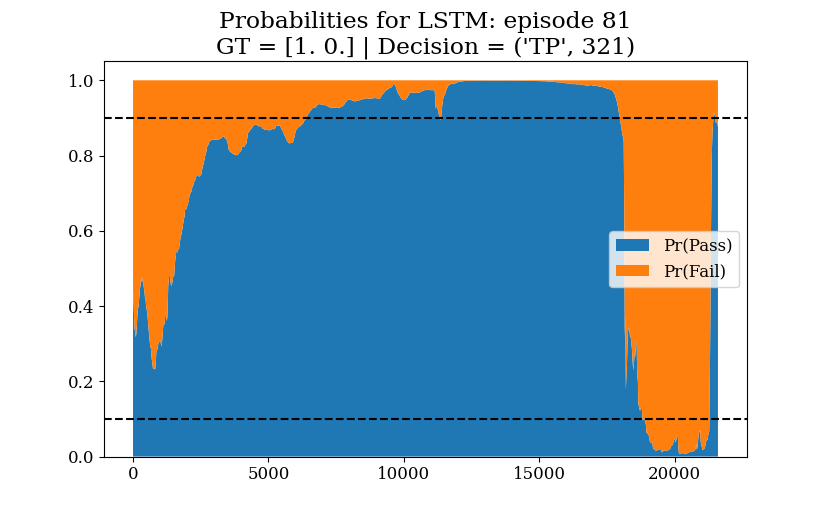 Probabilities for LSTM: episode 81
GT = [1. 0.] | Decision = ('TP', 321)
1.0
0.8
0.6
0.4
0.2
0.0
Pr(Pass)
Pr(Fail)
0
5000
10000
15000
20000